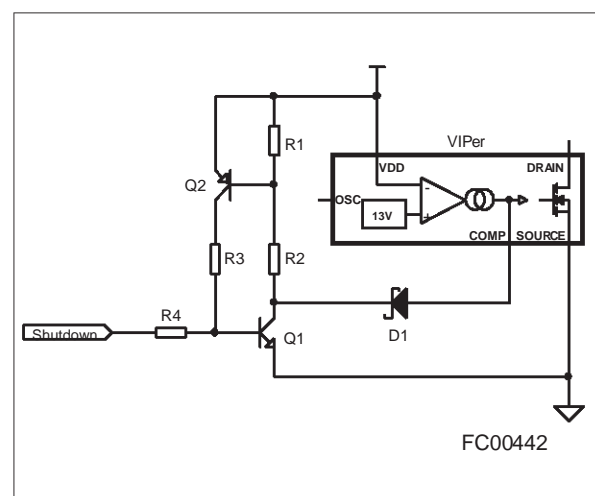 VIPer
R1
VDD
DRAIN
Q2
OSC
-
13V
+
COMP SOURCE
R3
R2
R4
D1
Shutdown
Q1
FC00442